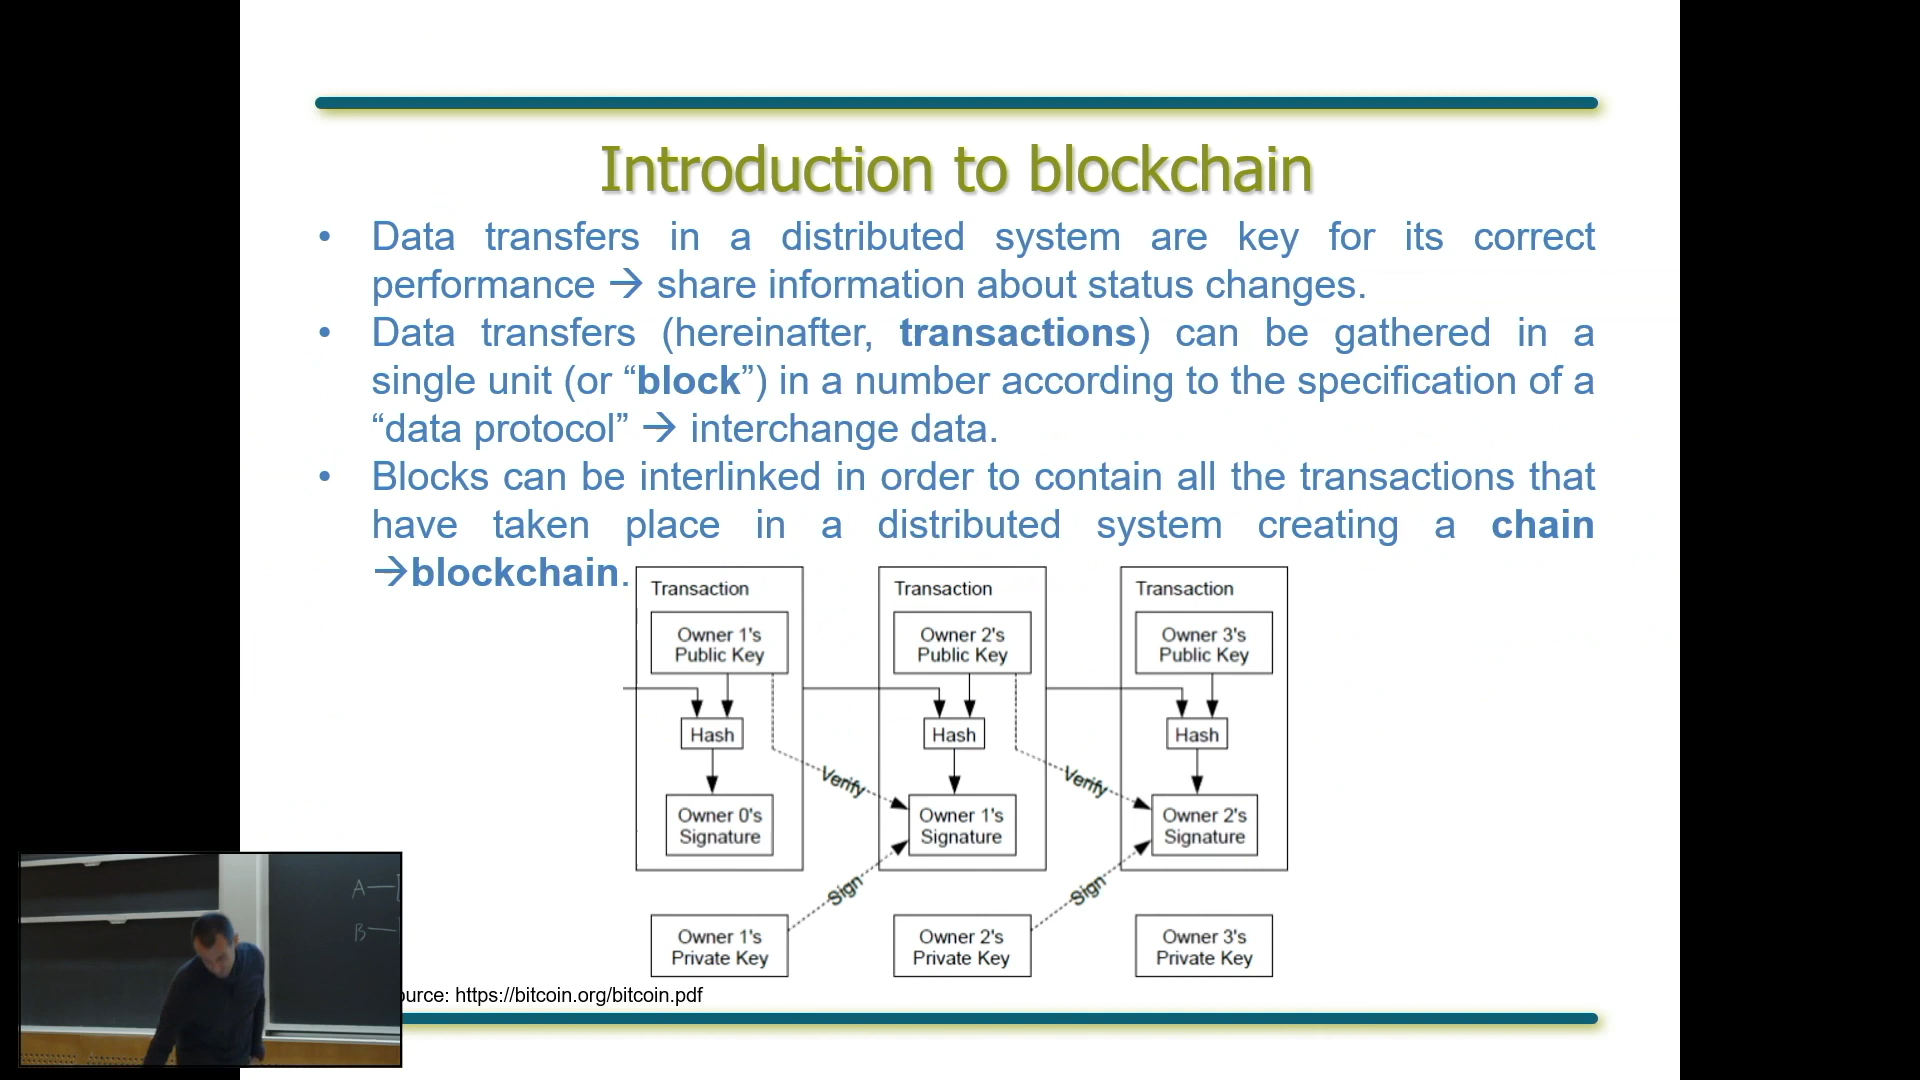 Introduction to blockchain
• Data transfers in a distributed system are key for its correct
performance → share information about status changes.
• Data transfers (hereinafter, transactions) can be gathered in a
single unit (or “block”) in a number according to the specification of a
“data protocol” → interchange data.
• Blocks can be interlinked in order to contain all the transactions that
have taken place in a distributed system creating a chain
→blockchain.
Transaction
Owner 1's
Public Key
Hash
Owner 0's
Signature
Owner 1's
Private Key
Verify
Sign
Transaction
Owner 2's
Public Key
Hash
Owner 1's
Signature
Owner 2's
Private Key
Verify
Sign
Transaction
Owner 3's
Public Key
Hash
Owner 2's
Signature
Owner 3's
Private Key
A
B
ource: https://bitcoin.org/bitcoin.pdf